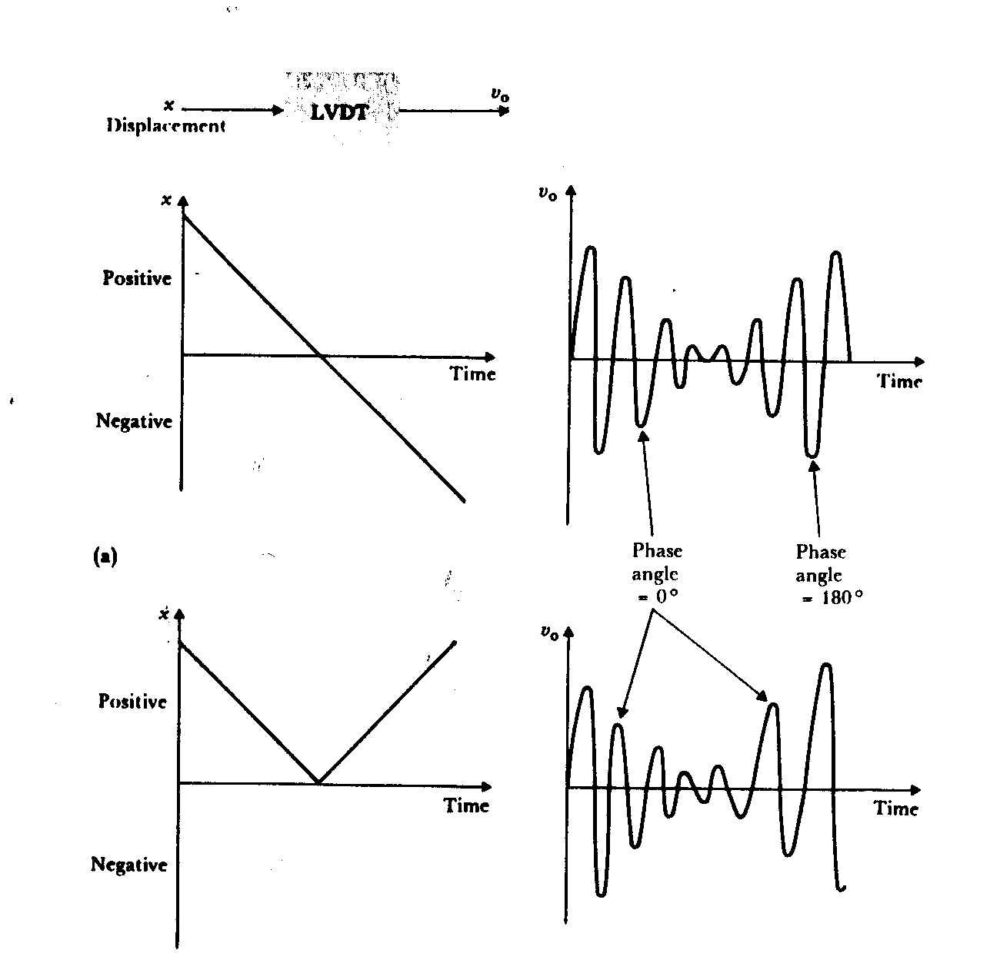 x
Displacement
LVDT
vo
x
Positive
Negative
Time
vo
Time
Phase
angle
= 0°
Phase
angle
= 180°
(a)
x
Positive
Negative
Time
vo
Time